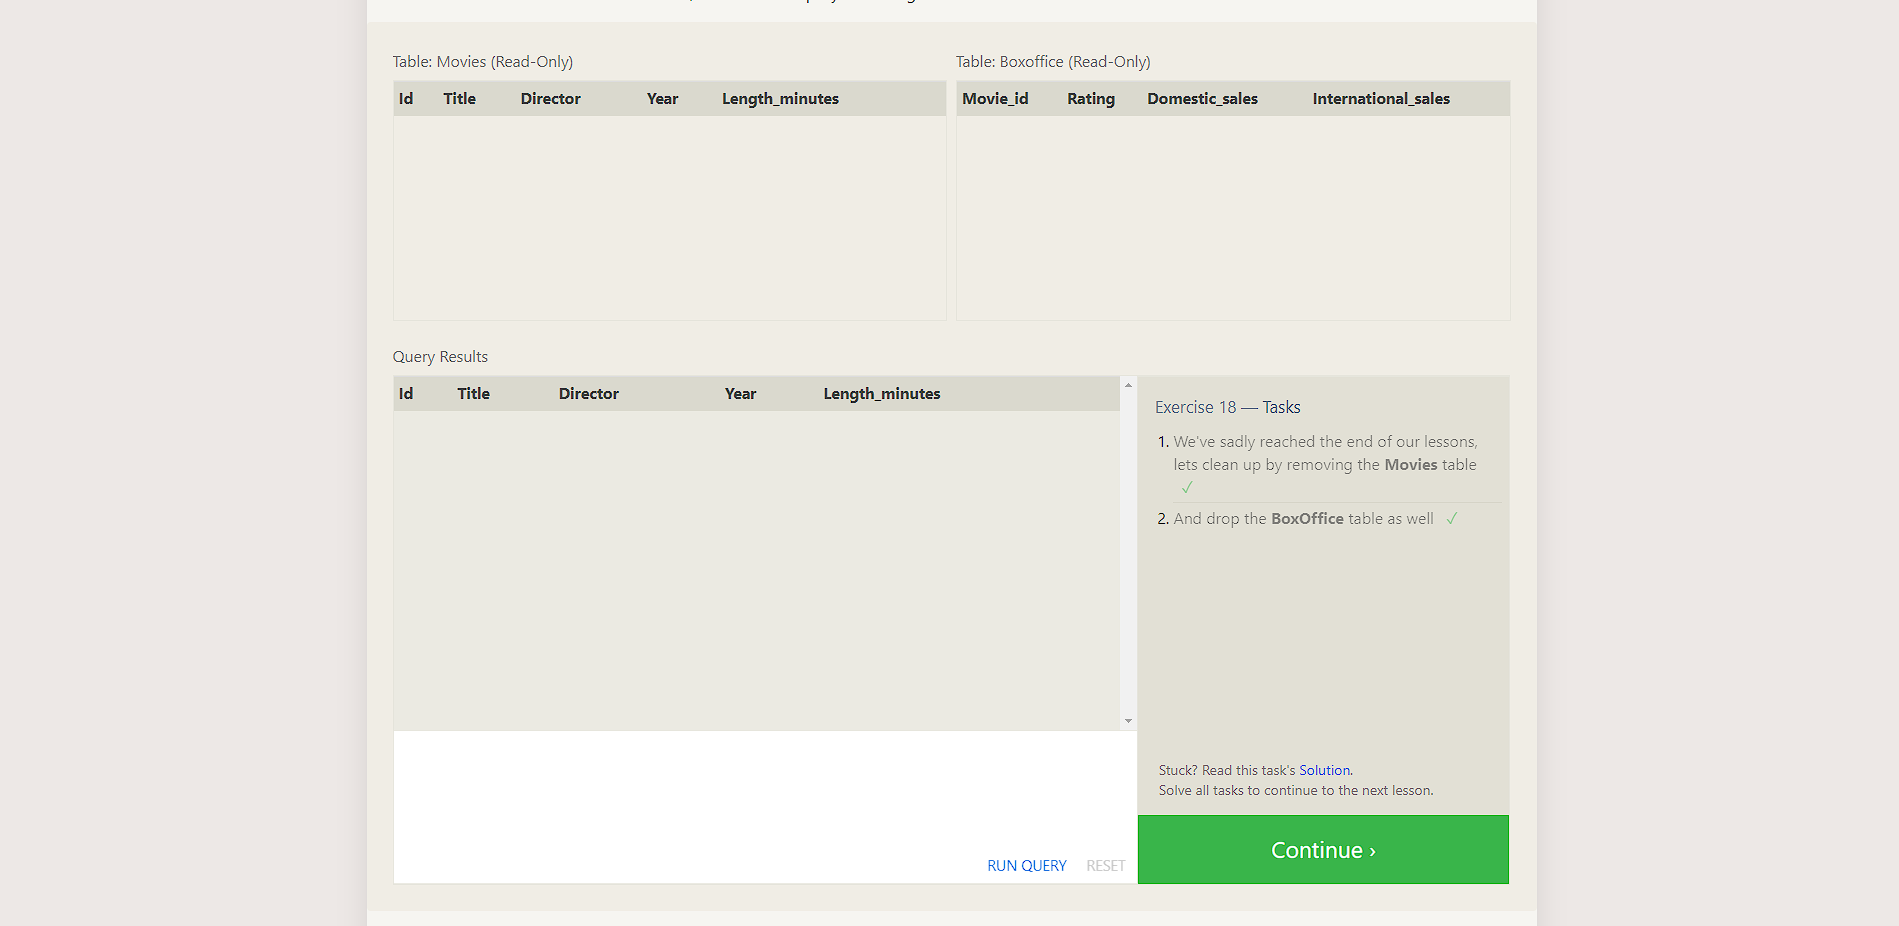 Table: Movies (Read-Only)
Table: Boxoffice (Read-Only)
Id Title Director Year Length_minutes
Movie_id Rating Domestic_sales International_sales
Query Results
Id Title Director Year Length_minutes
Exercise 18 — Tasks
1. We've sadly reached the end of our lessons,
lets clean up by removing the Movies table
✓
2. And drop the BoxOffice table as well ✓
Stuck? Read this task's Solution.
Solve all tasks to continue to the next lesson.
RUN QUERY RESET
Continue ›